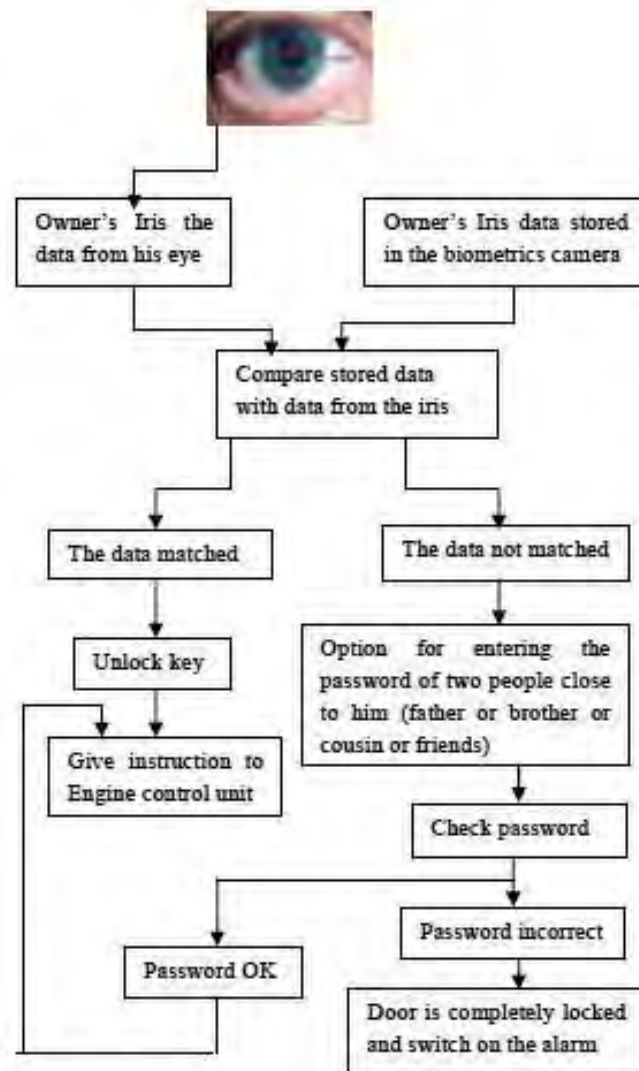 Owner's Iris the
data from his eye
Owner's Iris data stored
in the biometrics camera
Compare stored data
with data from the iris
The data matched
The data not matched
Unlock key
Option for entering the
password of two people close
to him (father or brother or
cousin or friends)
Give instruction to
Engine control unit
Check password
Password OK
Password incorrect
Door is completely locked
and switch on the alarm